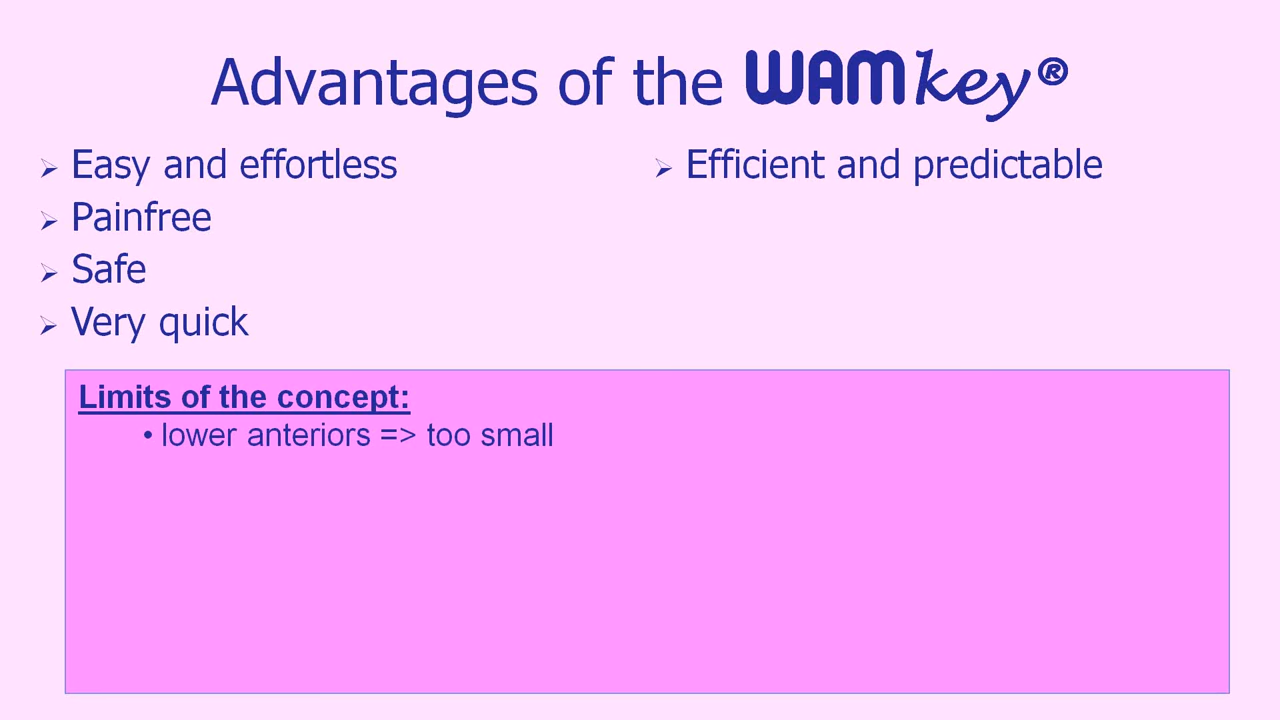 Advantages of the WAMkey®
➢ Easy and effortless
➢ Painfree
➢ Safe
➢ Very quick
➢ Efficient and predictable
Limits of the concept:
• lower anteriors => too small